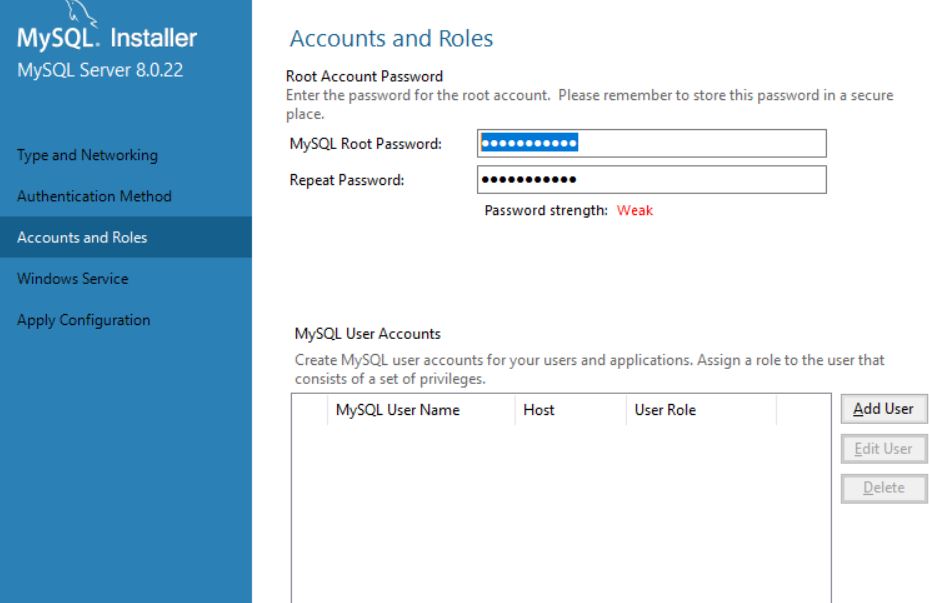 MySQL. Installer
MySQL Server 8.0.22
Type and Networking
Authentication Method
Accounts and Roles
Windows Service
Apply Configuration
Accounts and Roles
Root Account Password
Enter the password for the root account.  Please remember to store this password in a secure
place.
MySQL Root Password: ●●●●●●●●●●●
Repeat Password: ●●●●●●●●●●●
Password strength: Weak
MySQL User Accounts
Create MySQL user accounts for your users and applications. Assign a role to the user that
consists of a set of privileges.
MySQL User Name Host User Role
Add User
Edit User
Delete